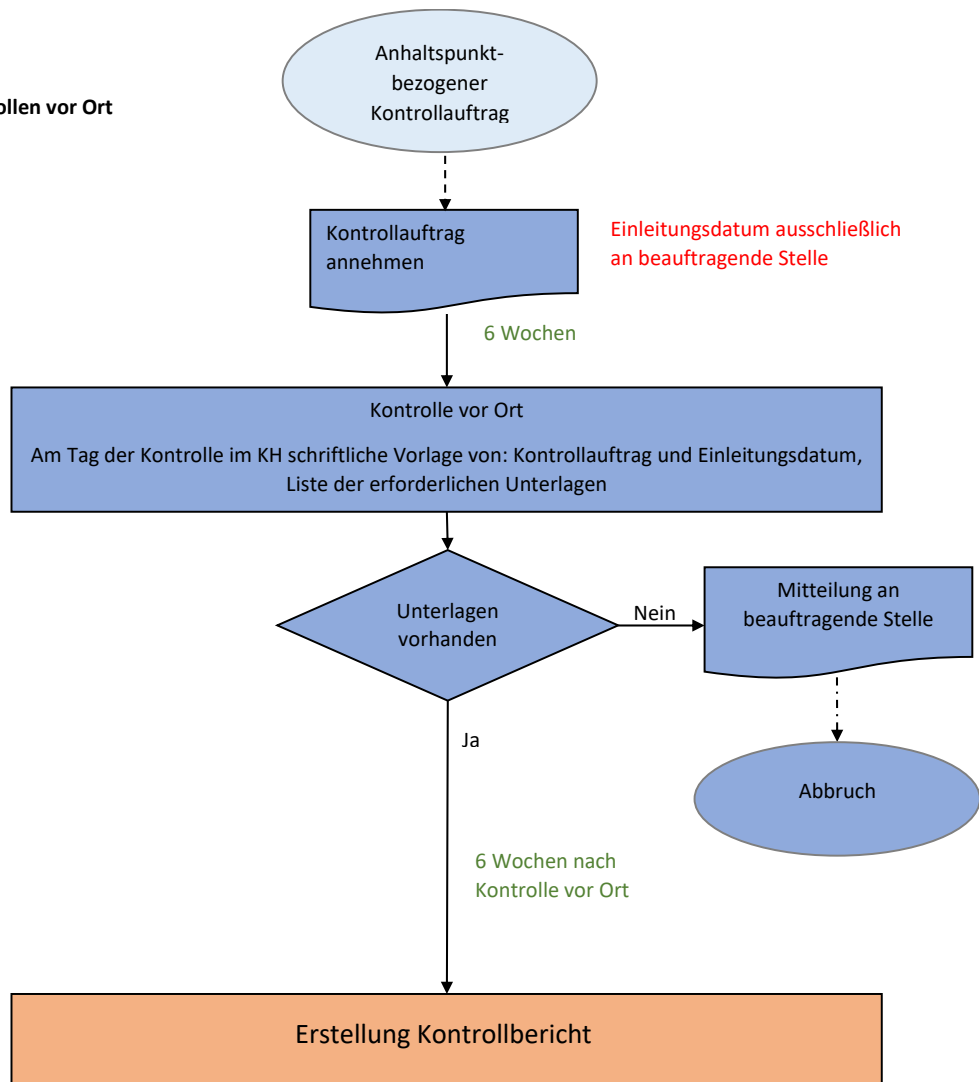 Anhaltspunkt-
bezogener
Kontrollauftrag
ollen vor Ort
Kontrollauftrag
annehmen
Einleitungsdatum ausschließlich
an beauftragende Stelle
6 Wochen
Kontrolle vor Ort
Am Tag der Kontrolle im KH schriftliche Vorlage von: Kontrollauftrag und Einleitungsdatum,
Liste der erforderlichen Unterlagen
Unterlagen
vorhanden
Nein
Mitteilung an
beauftragende Stelle
Ja
Abbruch
6 Wochen nach
Kontrolle vor Ort
Erstellung Kontrollbericht